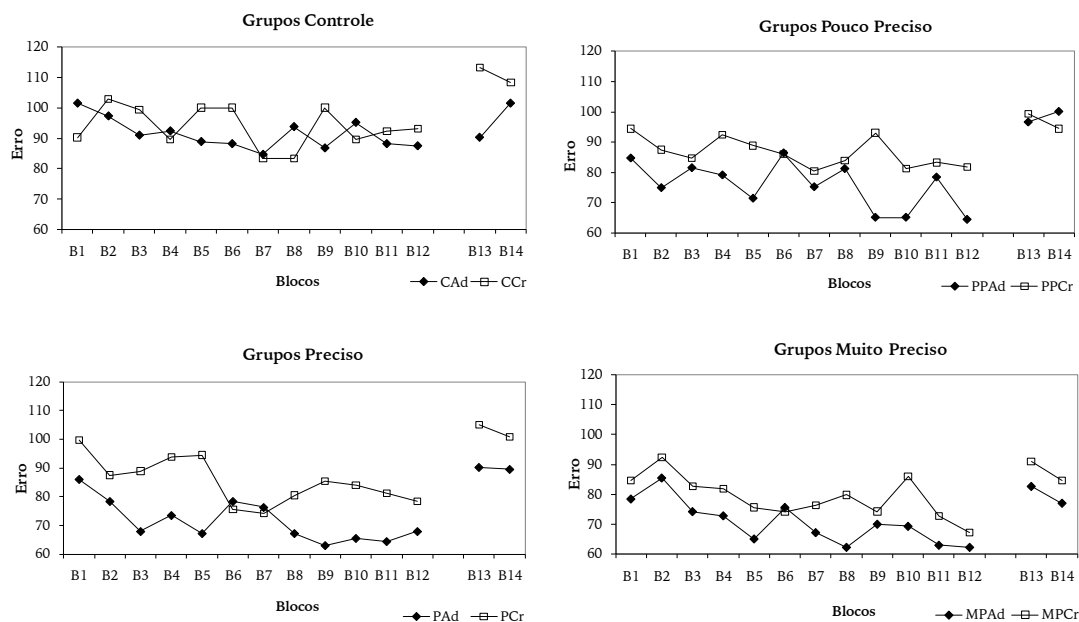 Grupos Controle
120
110
100
90
80
70
60
Erro
B1 B2 B3 B4 B5 B6 B7 B8 B9 B10 B11 B12 B13 B14
Blocos
CAd CCr
Grupos Pouco Preciso
120
110
100
90
80
70
60
Erro
B1 B2 B3 B4 B5 B6 B7 B8 B9 B10 B11 B12 B13 B14
Blocos
PPAd PPCr
Grupos Preciso
120
110
100
90
80
70
60
Erro
B1 B2 B3 B4 B5 B6 B7 B8 B9 B10 B11 B12 B13 B14
Blocos
PAd PCr
Grupos Muito Preciso
120
110
100
90
80
70
60
Erro
B1 B2 B3 B4 B5 B6 B7 B8 B9 B10 B11 B12 B13 B14
Blocos
MPAd MPCr